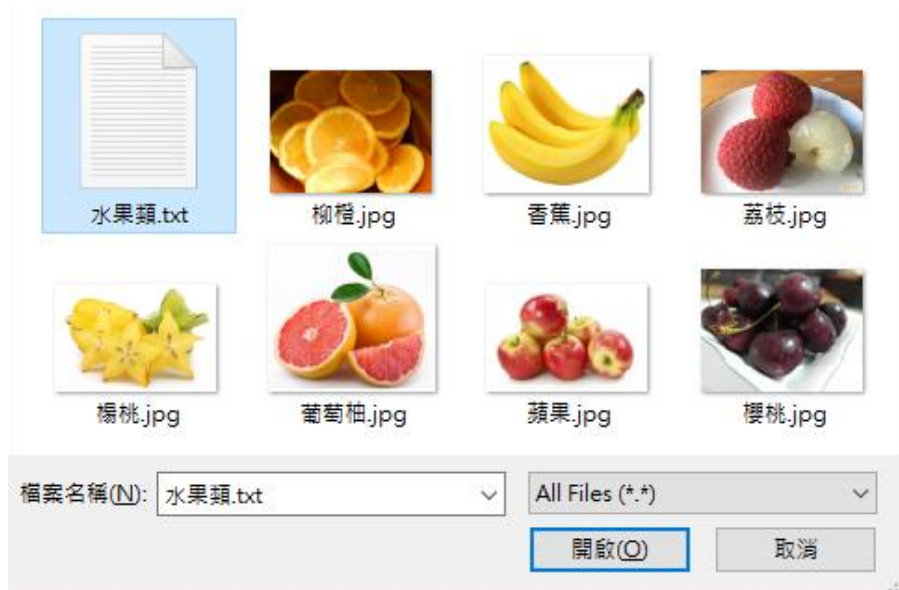 水果類.txt
柳橙.jpg
香蕉.jpg
荔枝.jpg
楊桃.jpg
葡萄柚.jpg
蘋果.jpg
櫻桃.jpg
檔案名稱(N): 水果類.txt All Files (*.*)
開啟(O) 取消